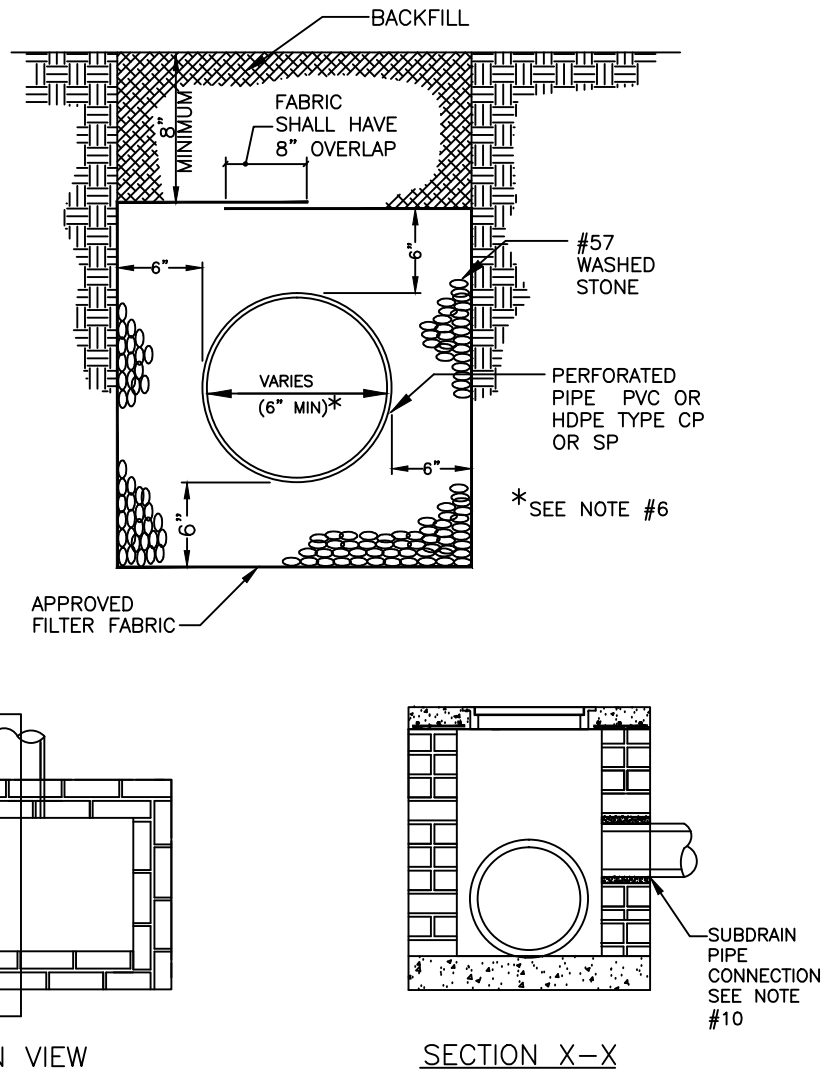 BACKFILL
8"
MINIMUM
FABRIC
SHALL HAVE
8" OVERLAP
6"
6"
#57
WASHED
STONE
VARIES
(6" MIN)*
PERFORATED
PIPE PVC OR
HDPE TYPE CP
OR SP
6"
6"
*SEE NOTE #6
APPROVED
FILTER FABRIC
SUBDRAIN
PIPE
CONNECTION
SEE NOTE
#10
N VIEW
SECTION X-X